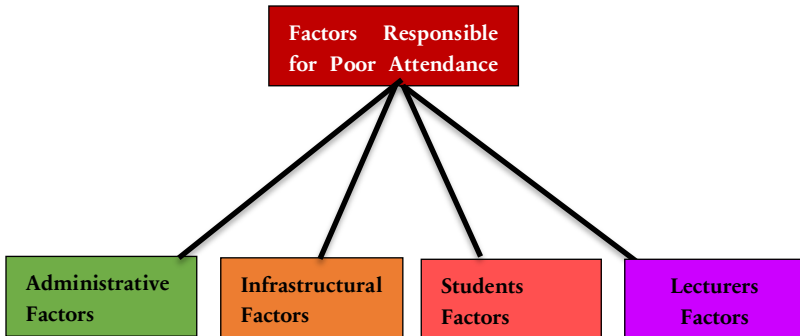 Factors Responsible
for Poor Attendance
Administrative
Factors
Infrastructural
Factors
Students
Factors
Lecturers
Factors